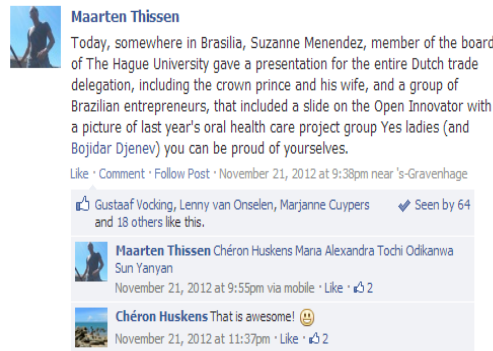 Maarten Thissen
Today, somewhere in Brasilia, Suzanne Menendez, member of the board
of The Hague University gave a presentation for the entire Dutch trade
delegation, including the crown prince and his wife, and a group of
Brazilian entrepreneurs, that included a slide on the Open Innovator with
a picture of last year's oral health care project group Yes ladies (and
Bojidar Djenev) you can be proud of yourselves.
Like · Comment · Follow Post · November 21, 2012 at 9:38pm near 's-Gravenhage
Gustaaf Vocking, Lenny van Onselen, Marjanne Cuypers
and 18 others like this.
Seen by 64
Maarten Thissen Chéron Huskens Maria Alexandra Tochi Odikanwa
Sun Yanyan
November 21, 2012 at 9:55pm via mobile · Like · 2
Chéron Huskens That is awesome!
November 21, 2012 at 11:37pm · Like · 2